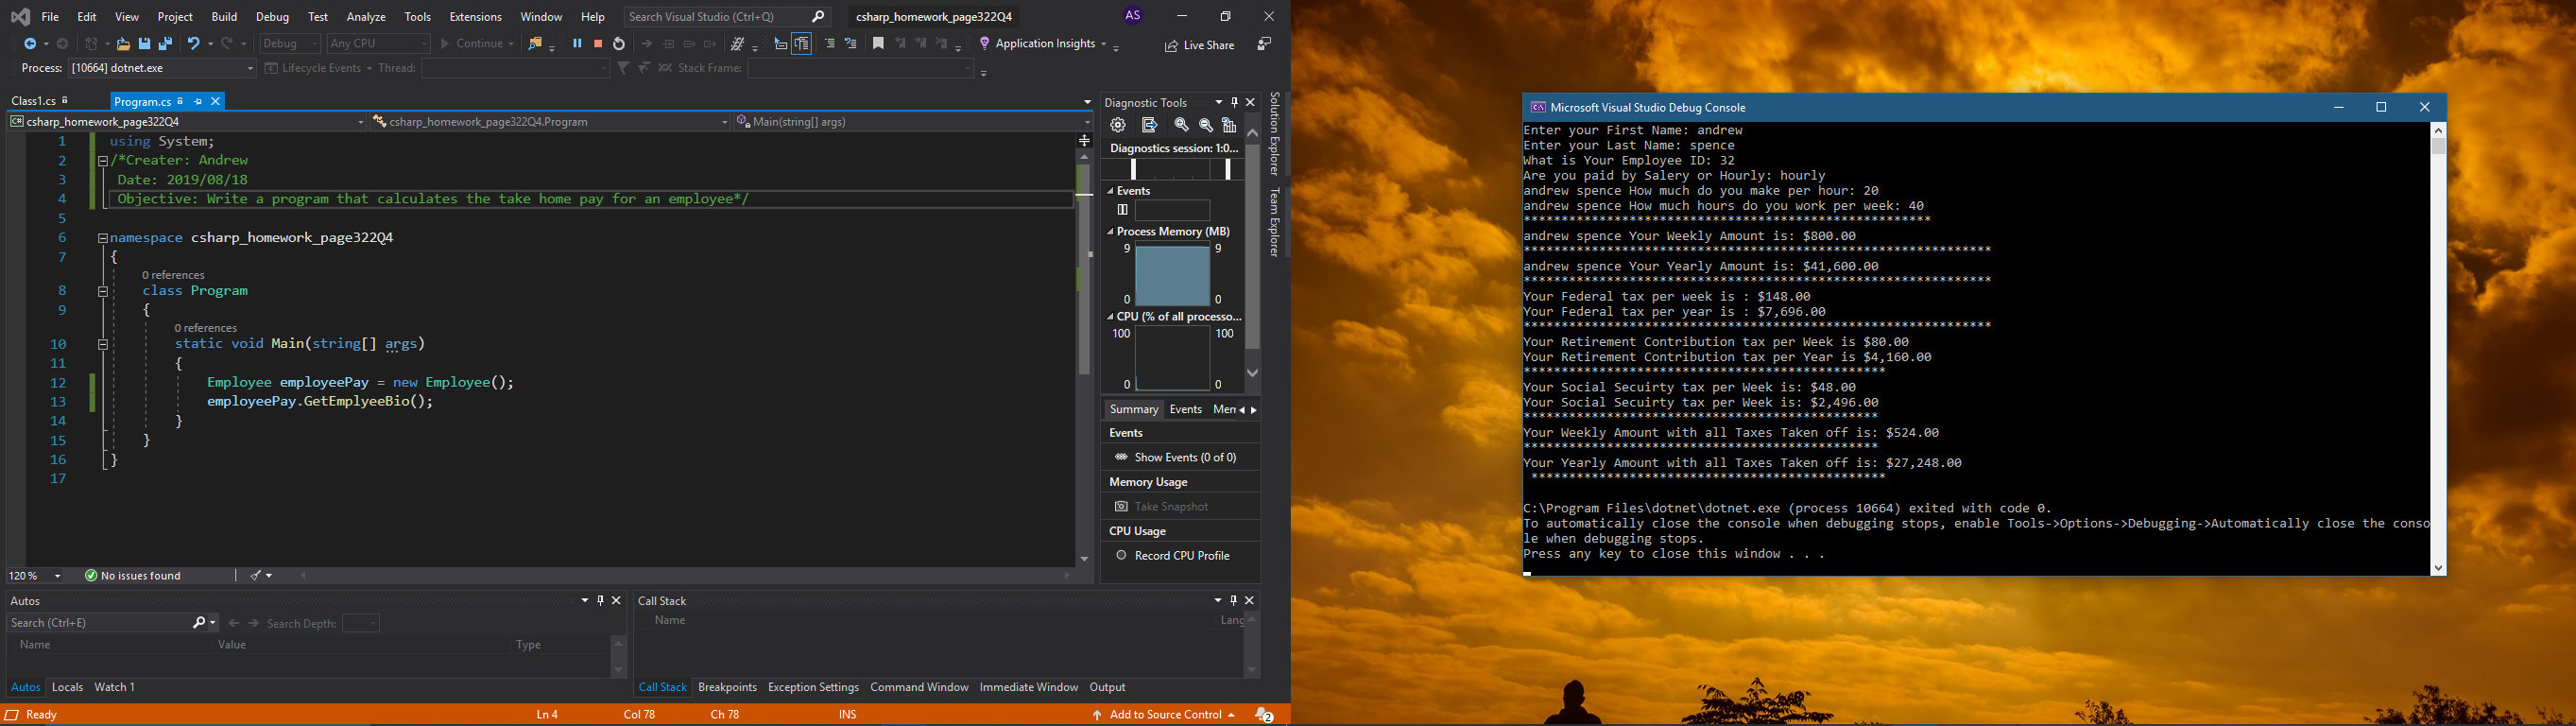 File Edit View Project Build Debug Test Analyze Tools Extensions Window Help Search Visual Studio (Ctrl+Q) csharp_homework_page322Q4 AS
Debug Any CPU Continue Application Insights Live Share
Process: [10664] dotnet.exe Lifecycle Events Thread: Stack Frame:
Class1.cs Program.cs
C# csharp_homework_page322Q4 csharp_homework_page322Q4.Program Main(string[] args)
1 using System;
2 /*Creater: Andrew
3 Date: 2019/08/18
4 Objective: Write a program that calculates the take home pay for an employee*/
5
6 namespace csharp_homework_page322Q4
7 {
0 references
8 class Program
9 {
0 references
10 static void Main(string[] args)
11 {
12 Employee employeePay = new Employee();
13 employeePay.GetEmplyeeBio();
14 }
15 }
16 }
17
120 % No issues found
Diagnostic Tools
Diagnostics session: 1:0...
Events
Process Memory (MB)
9 9
0 0
CPU (% of all processo...
100 100
0 0
Summary Events Mem
Events
Show Events (0 of 0)
Memory Usage
Take Snapshot
CPU Usage
Record CPU Profile
Solution Explorer
Team Explorer
Autos
Search (Ctrl+E) Search Depth:
Name Value Type
Autos Locals Watch 1
Call Stack
Name Lang
Call Stack Breakpoints Exception Settings Command Window Immediate Window Output
Ready Ln 4 Col 78 Ch 78 INS Add to Source Control 2
Microsoft Visual Studio Debug Console
Enter your First Name: andrew
Enter your Last Name: spence
What is Your Employee ID: 32
Are you paid by Salery or Hourly: hourly
andrew spence How much do you make per hour: 20
andrew spence How much hours do you work per week: 40
******************************************************
andrew spence Your Weekly Amount is: $800.00
**************************************************************
andrew spence Your Yearly Amount is: $41,600.00
**************************************************************
Your Federal tax per week is : $148.00
Your Federal tax per year is : $7,696.00
**************************************************************
Your Retirement Contribution tax per Week is $80.00
Your Retirement Contribution tax per Year is $4,160.00
************************************************
Your Social Secuirty tax per Week is: $48.00
Your Social Secuirty tax per Week is: $2,496.00
***********************************************
Your Weekly Amount with all Taxes Taken off is: $524.00
***********************************************
Your Yearly Amount with all Taxes Taken off is: $27,248.00
***********************************************
C:\Program Files\dotnet\dotnet.exe (process 10664) exited with code 0.
To automatically close the console when debugging stops, enable Tools->Options->Debugging->Automatically close the conso
le when debugging stops.
Press any key to close this window . . .